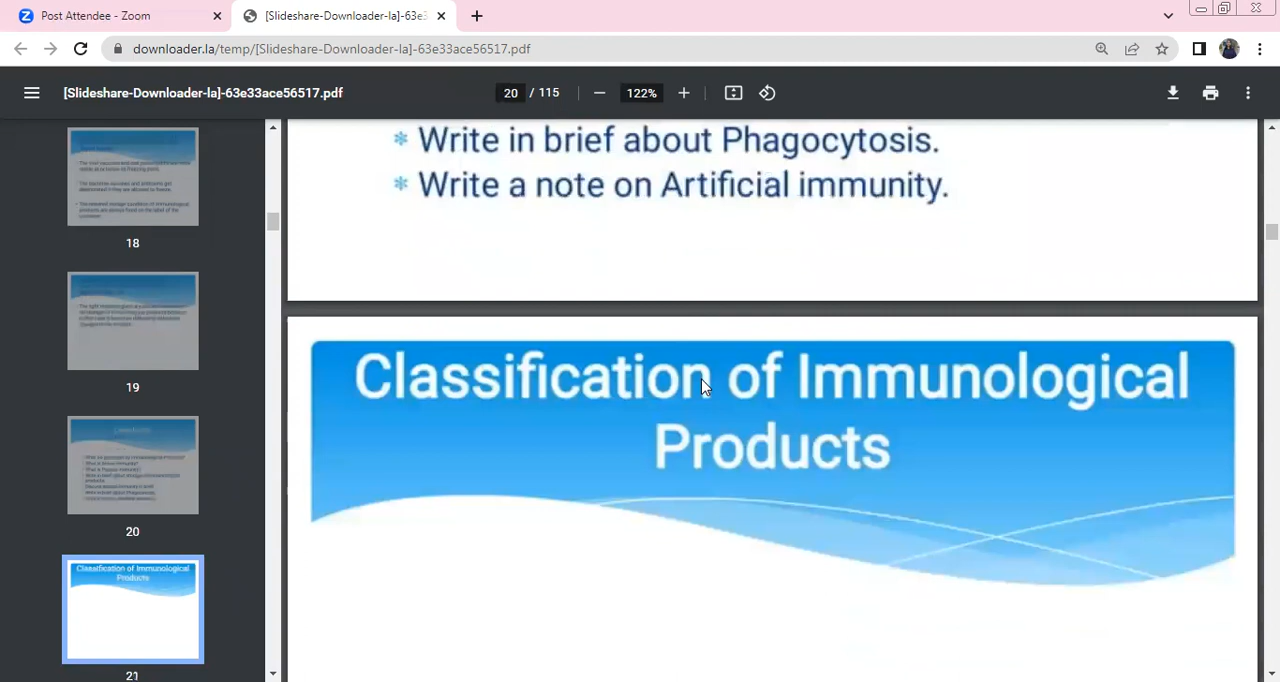 Post Attendee - Zoom
[Slideshare-Downloader-la]-63e3
downloader.la/temp/[Slideshare-Downloader-la]-63e33ace56517.pdf
[Slideshare-Downloader-la]-63e33ace56517.pdf
20 / 115
122%
18
19
20
Classification of Immunological
Products
21
* Write in brief about Phagocytosis.
* Write a note on Artificial immunity.
Classification of Immunological
Products